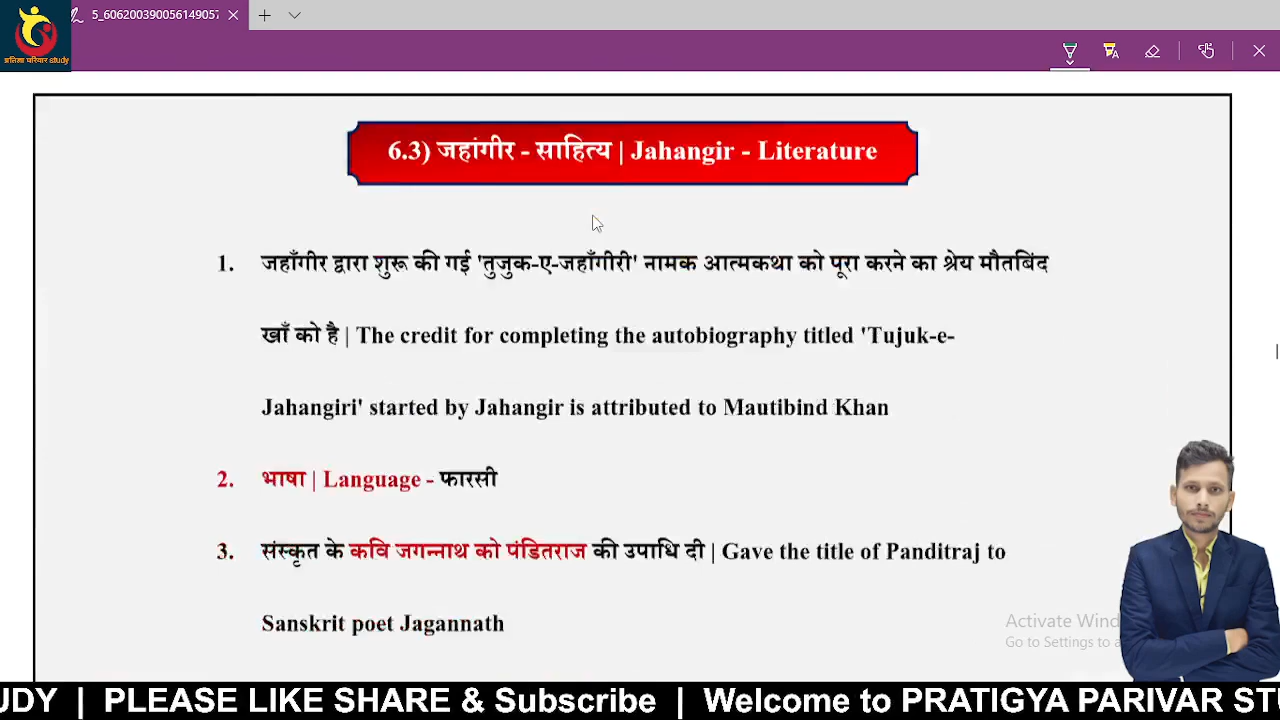 5_606200390056149057
प्रतिज्ञा परिवार study
6.3) जहांगीर - साहित्य | Jahangir - Literature
1. जहाँगीर द्वारा शुरू की गई 'तुजुक-ए-जहाँगीरी' नामक आत्मकथा को पूरा करने का श्रेय मौतबिंद
खाँ को है | The credit for completing the autobiography titled 'Tujuk-e-
Jahangiri' started by Jahangir is attributed to Mautibind Khan
2. भाषा | Language - फारसी
3. संस्कृत के कवि जगन्नाथ को पंडितराज की उपाधि दी | Gave the title of Panditraj to
Sanskrit poet Jagannath
Activate Wind
Go to Settings to a
UDY | PLEASE LIKE SHARE & Subscribe | Welcome to PRATIGYA PARIVAR ST